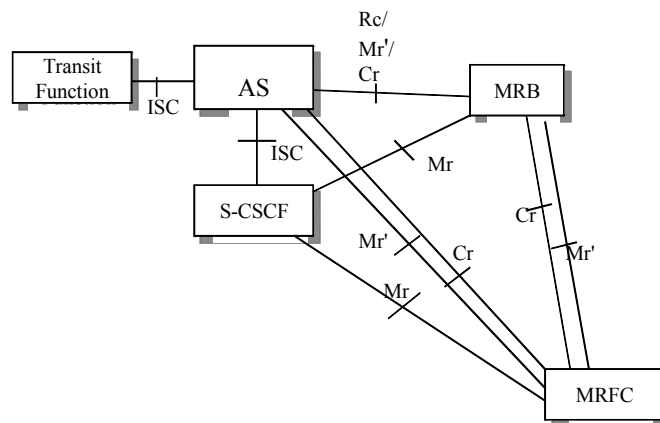 Rc/
Mr'/
Cr
Transit
Function
AS
MRB
ISC
ISC
Mr
S-CSCF
Cr
Mr'
Cr
Mr'
Mr
MRFC